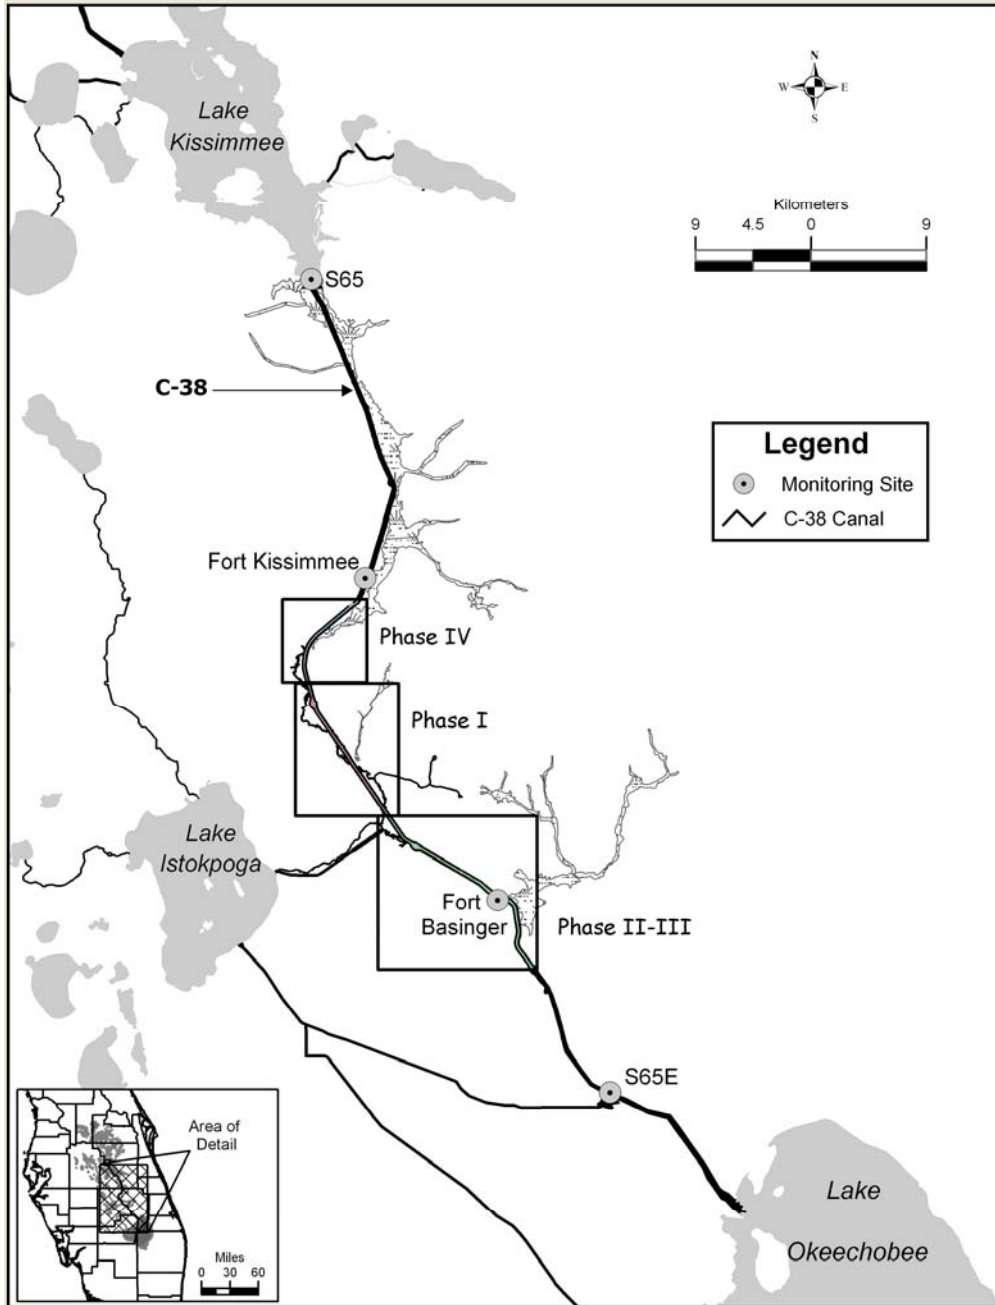 Lake
Kissimmee
N
W E
S
Kilometers
9 4.5 0 9
S65
C-38
Legend
Monitoring Site
C-38 Canal
Fort Kissimmee
Phase IV
Phase I
Lake
Istokpoga
Fort
Basinger
Phase II-III
S65E
Area of
Detail
Miles
0 30 60
Lake
Okeechobee